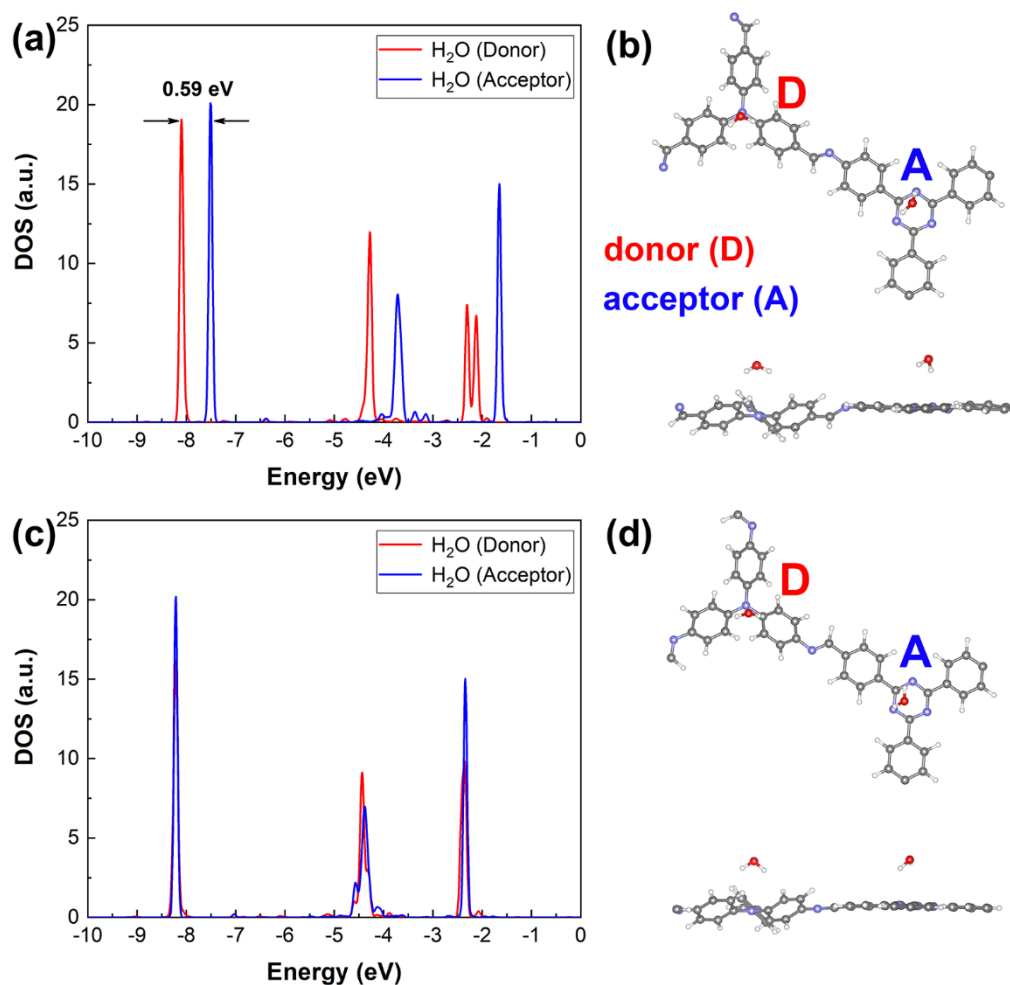 (a)
25
20
15
10
5
0
DOS (a.u.)
0.59 eV
H₂O (Donor)
H₂O (Acceptor)
-10 -9 -8 -7 -6 -5 -4 -3 -2 -1 0
Energy (eV)
(b)
D
A
donor (D)
acceptor (A)
(c)
25
20
15
10
5
0
DOS (a.u.)
H₂O (Donor)
H₂O (Acceptor)
-10 -9 -8 -7 -6 -5 -4 -3 -2 -1 0
Energy (eV)
(d)
D
A